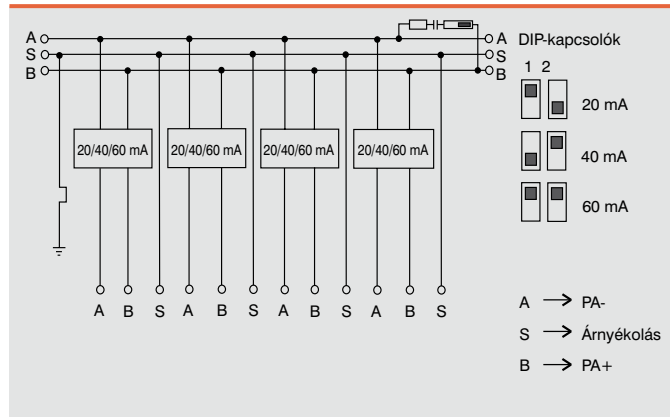 A A DIP-kapcsolók
S S
B B
1 2
20 mA
20/40/60 mA 20/40/60 mA 20/40/60 mA 20/40/60 mA
40 mA
60 mA
A B S A B S A B S A B S
A → PA-
S → Árnyékolás
B → PA+